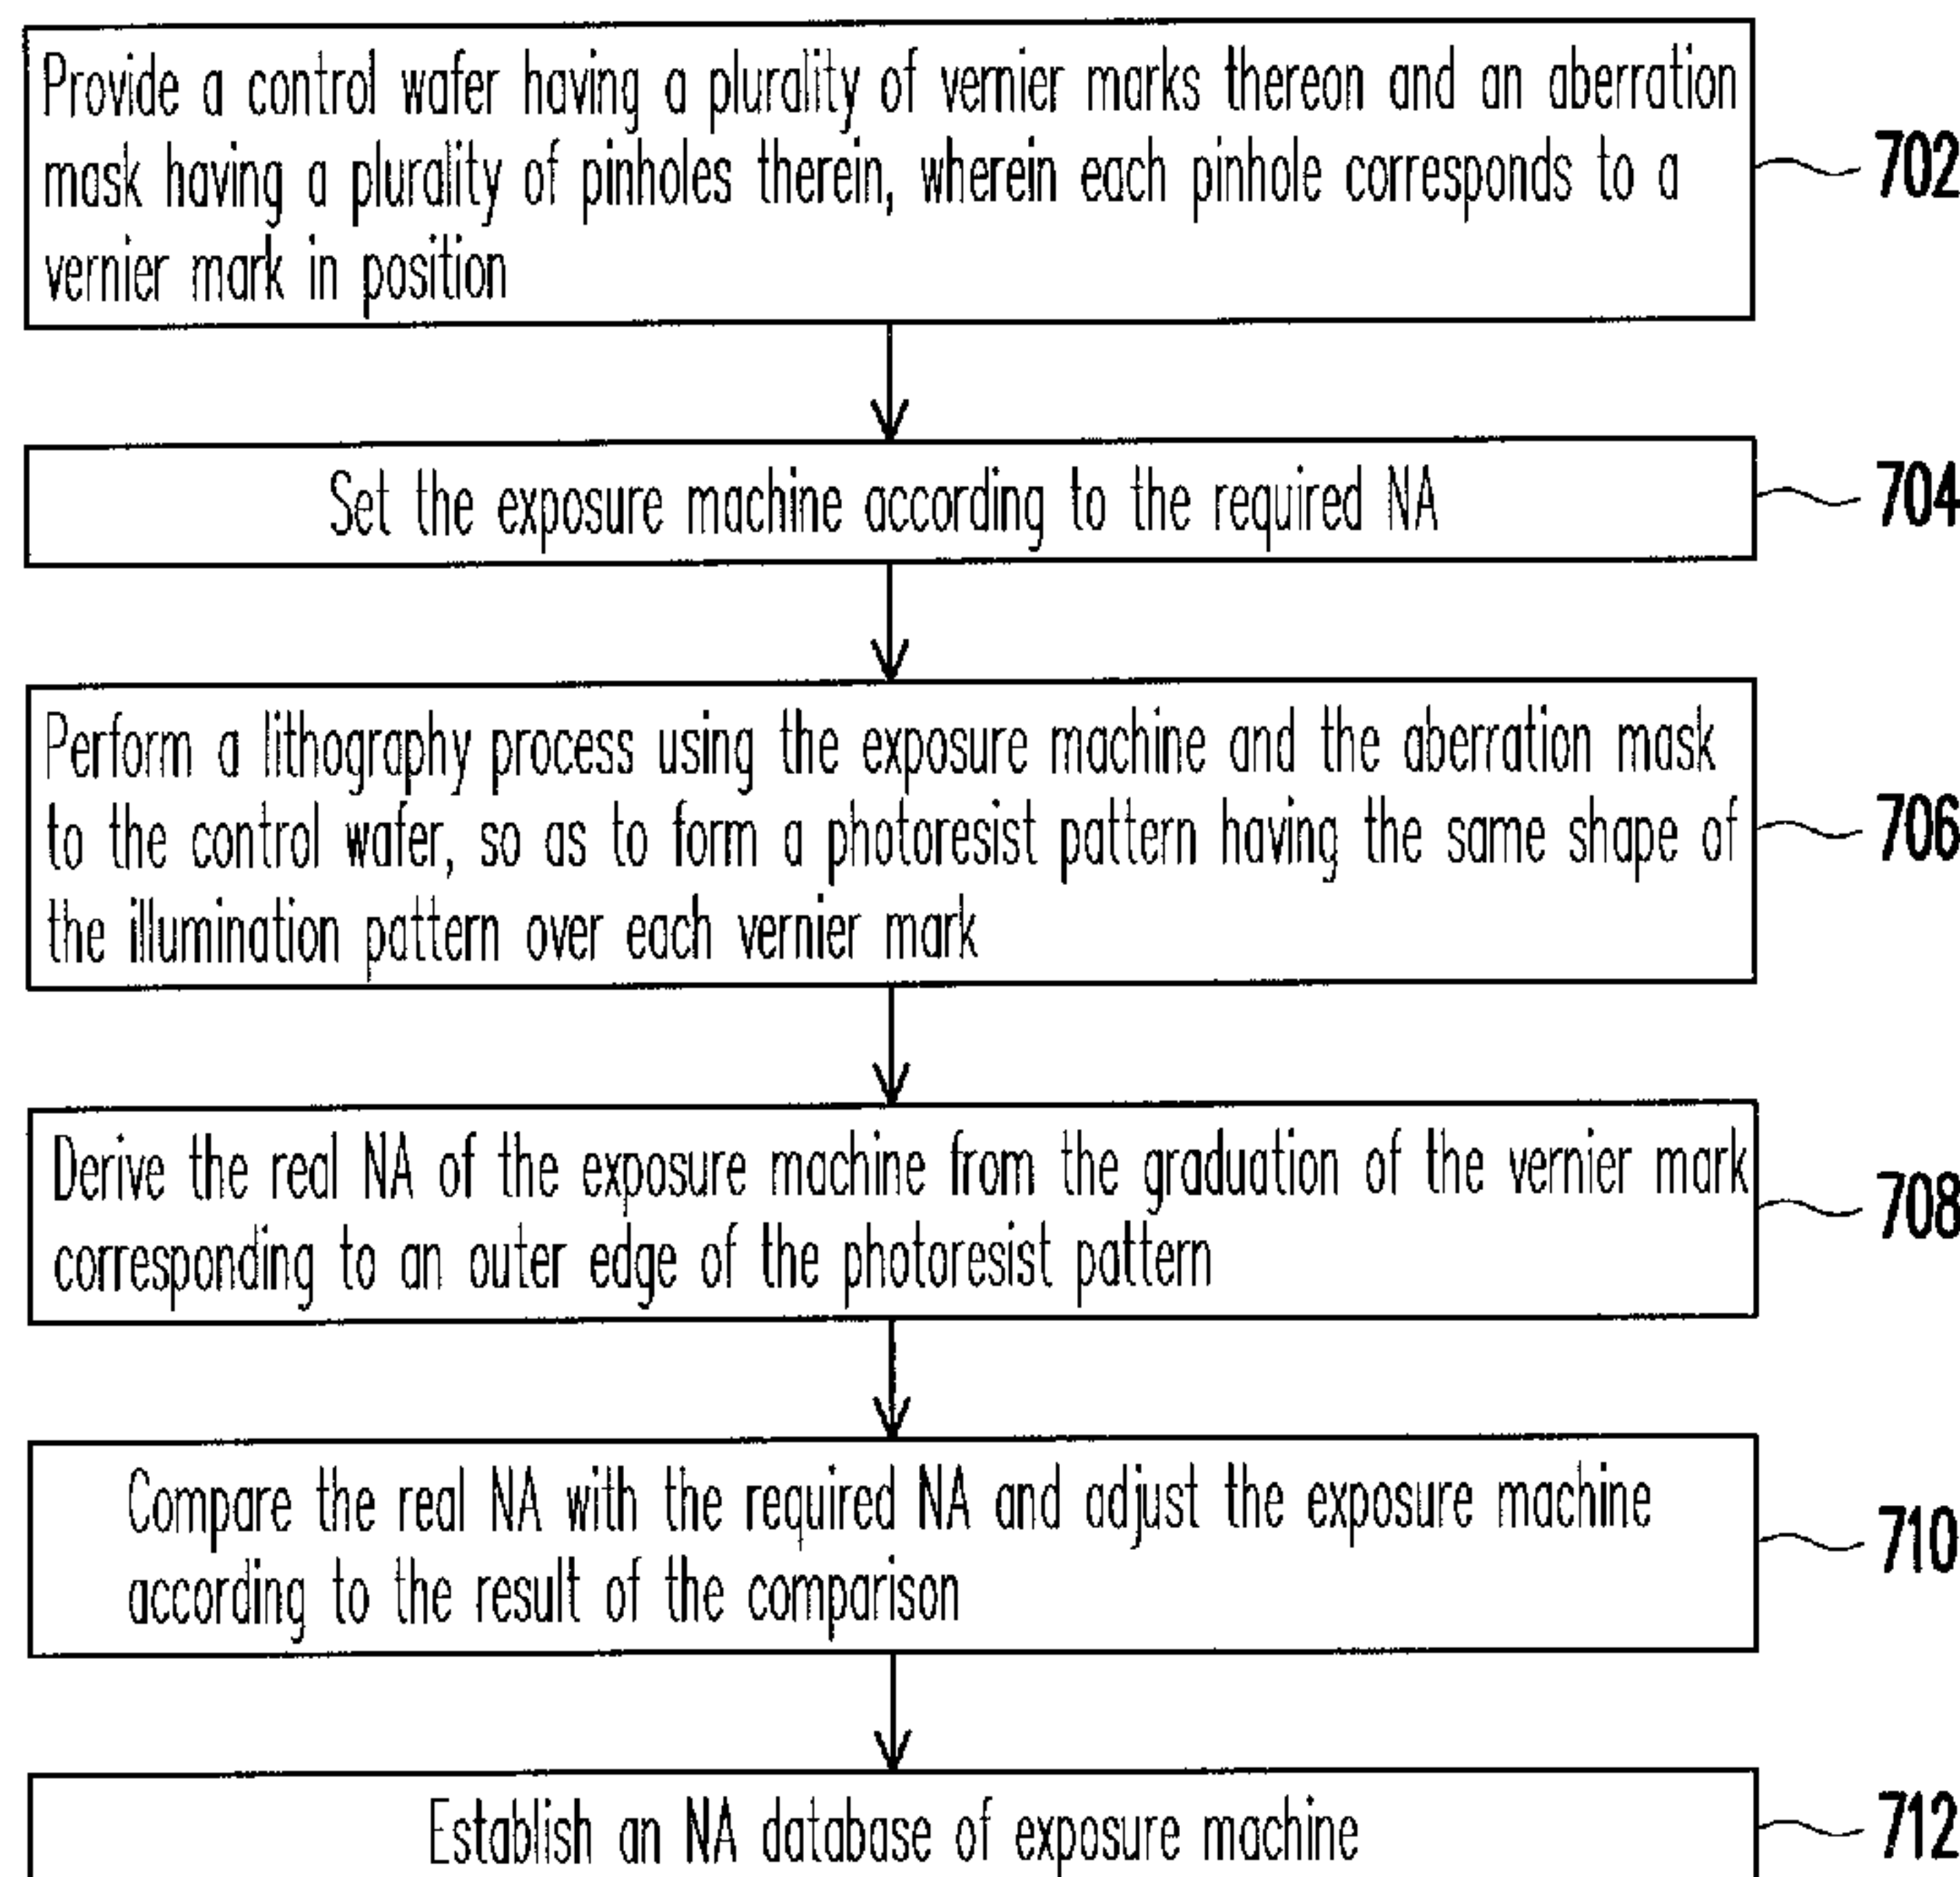 Provide a control wafer having a plurality of vernier marks thereon and an aberration
mask having a plurality of pinholes therein, wherein each pinhole corresponds to a
vernier mark in position
702
Set the exposure machine according to the required NA
704
Perform a lithography process using the exposure machine and the aberration mask
to the control wafer, so as to form a photoresist pattern having the same shape of
the illumination pattern over each vernier mark
706
Derive the real NA of the exposure machine from the graduation of the vernier mark
corresponding to an outer edge of the photoresist pattern
708
Compare the real NA with the required NA and adjust the exposure machine
according to the result of the comparison
710
Establish an NA database of exposure machine
712